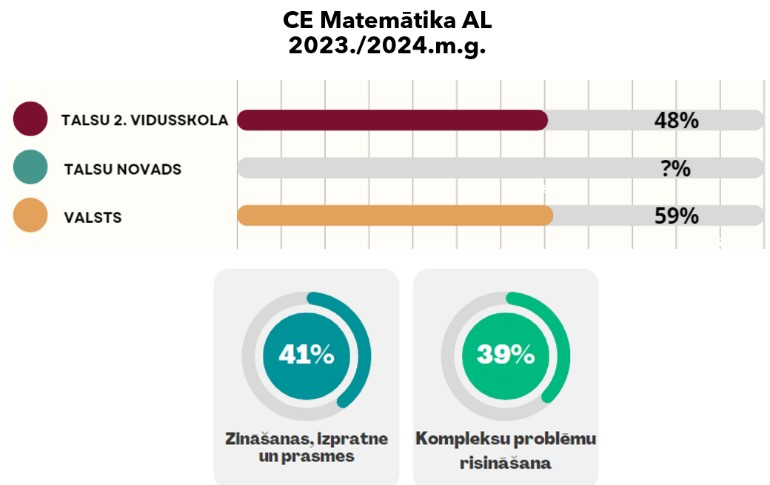 CE Matemātika AL
2023./2024.m.g.
TALSU 2. VIDUSSKOLA 48%
TALSU NOVADS ?%
VALSTS 59%
41%
Zināšanas, izpratne
un prasmes
39%
Kompleksu problēmu
risināšana